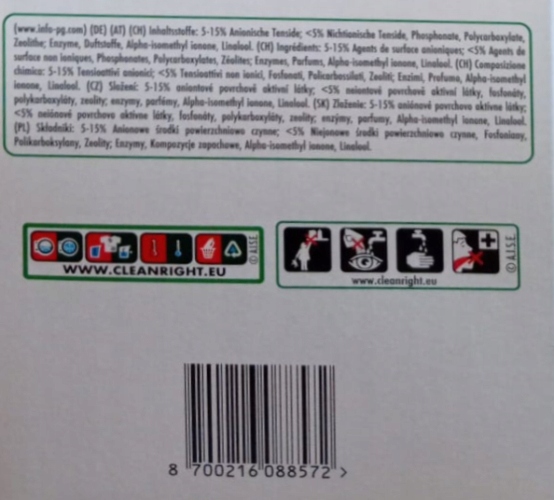 (www.info-pg.com) (DE) (AT) (CH) Inhaltsstoffe: 5-15% Anionische Tenside; <5% Nichtionische Tenside, Phosphonate, Polycarboxylate,
Zeolithe; Enzyme, Duftstoffe, Alpha-isomethyl ionone, Linalool. (CH) Ingrédients: 5-15% Agents de surface anioniques; <5% Agents de
surface non ioniques, Phosphonates, Polycarboxylates, Zéolites; Enzymes, Parfums, Alpha-isomethyl ionone, Linalool. (CH) Composizione
chimica: 5-15% Tensioattivi anionici; <5% Tensioattivi non ionici, Fosfonati, Policarbossilati, Zeoliti; Enzimi, Profumo, Alpha-isomethyl
ionone, Linalool. (CZ) Složení: 5-15% aniontové povrchově aktivní látky; <5% neiontové povrchově aktivní látky, fosfonáty,
polykarboxyláty, zeolity; enzymy, parfémy, Alpha-isomethyl ionone, Linalool. (SK) Zloženie: 5-15% aniónové povrchovo aktívne látky;
<5% neiónové povrchovo aktívne látky, fosfonáty, polykarboxyláty, zeolity; enzýmy, parfumy, Alpha-isomethyl ionone, Linalool.
(PL) Składniki: 5-15% Anionowe środki powierzchniowo czynne; <5% Niejonowe środki powierzchniowo czynne, Fosfoniany,
Polikarboksylany, Zeolity; Enzymy, Kompozycje zapachowe, Alpha-isomethyl ionone, Linalool.
WWW.CLEANRIGHT.EU
© A.I.S.E.
www.cleanright.eu
© A.I.S.E.
8 700216 088572 >